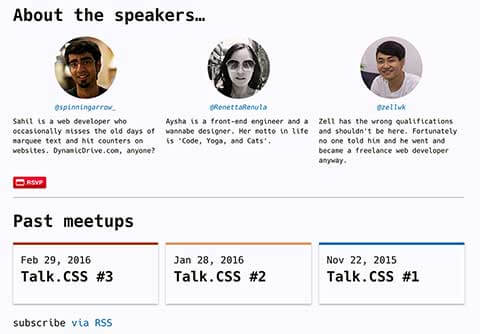 About the speakers…
@spinningarrow_
Sahil is a web developer who
occasionally misses the old days of
marquee text and hit counters on
websites. DynamicDrive.com, anyone?
@RenettaRenula
Aysha is a front-end engineer and a
wannabe designer. Her motto in life
is 'Code, Yoga, and Cats'.
@zellwk
Zell has the wrong qualifications
and shouldn't be here. Fortunately
no one told him and he went and
became a freelance web developer
anyway.
RSVP
Past meetups
Feb 29, 2016
Talk.CSS #3
Jan 28, 2016
Talk.CSS #2
Nov 22, 2015
Talk.CSS #1
subscribe via RSS